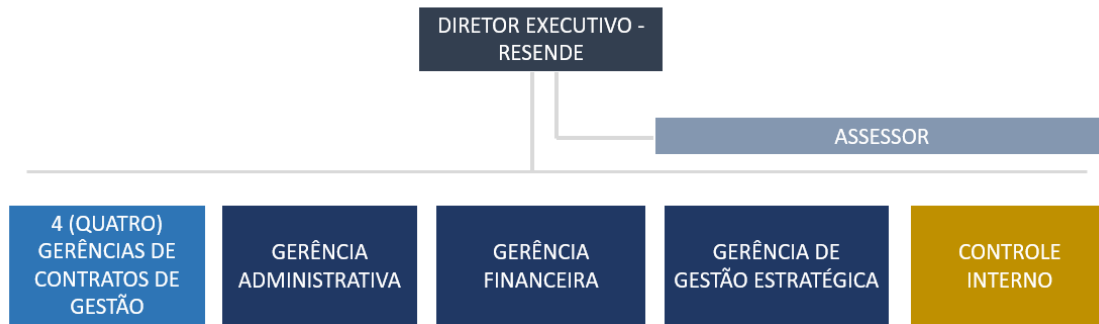 DIRETOR EXECUTIVO -
RESENDE
ASSESSOR
4 (QUATRO)
GERÊNCIAS DE
CONTRATOS DE
GESTÃO
GERÊNCIA
ADMINISTRATIVA
GERÊNCIA
FINANCEIRA
GERÊNCIA DE
GESTÃO ESTRATÉGICA
CONTROLE
INTERNO